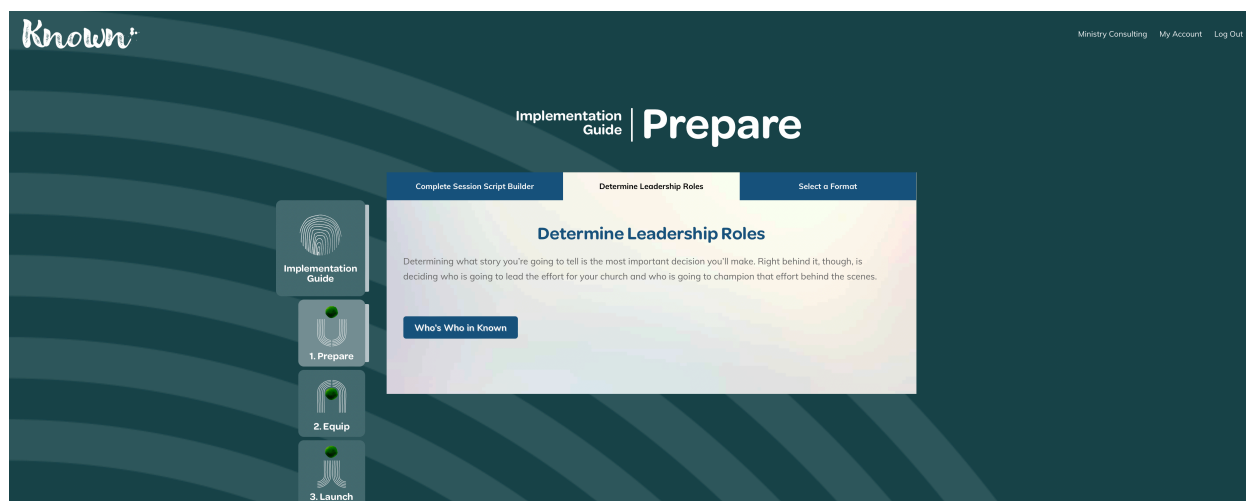 Known
Ministry Consulting My Account Log Out
Implementation
Guide
Prepare
Complete Session Script Builder Determine Leadership Roles Select a Format
Determine Leadership Roles
Determining what story you're going to tell is the most important decision you'll make. Right behind it, though, is
deciding who is going to lead the effort for your church and who is going to champion that effort behind the scenes.
Who's Who in Known
Implementation
Guide
1. Prepare
2. Equip
3. Launch